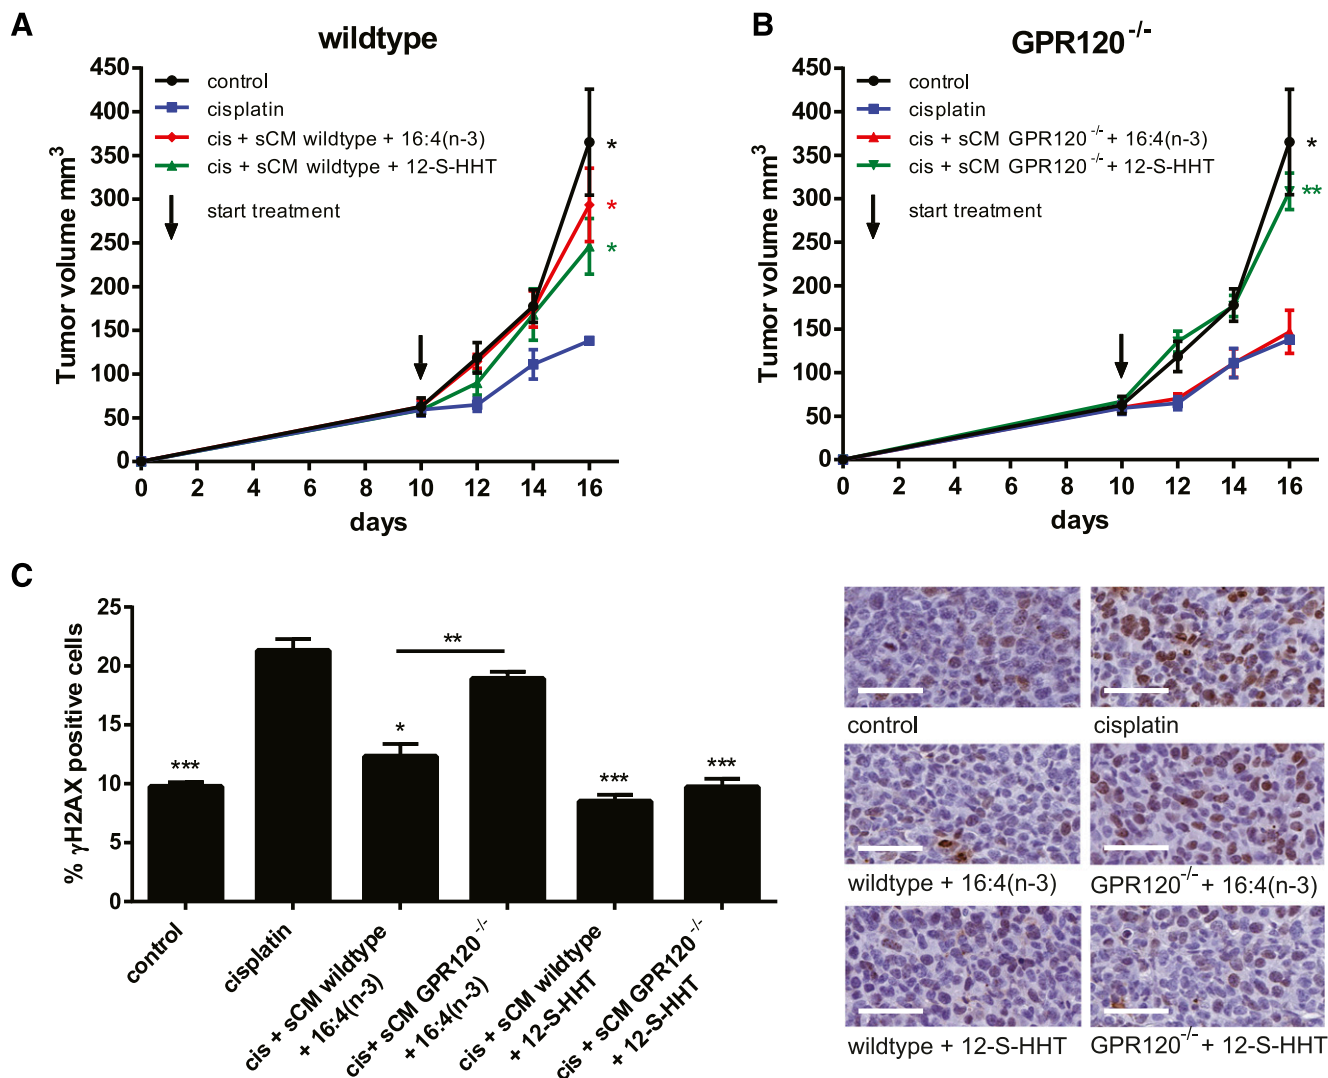 A
wildtype
Tumor volume mm³
450
400
350
300
250
200
150
100
50
0
control
cisplatin
cis + sCM wildtype + 16:4(n-3)
cis + sCM wildtype + 12-S-HHT
start treatment
*
*
*
0 2 4 6 8 10 12 14 16
days
B
GPR120⁻/⁻
Tumor volume mm³
450
400
350
300
250
200
150
100
50
0
control
cisplatin
cis + sCM GPR120⁻/⁻ + 16:4(n-3)
cis + sCM GPR120⁻/⁻ + 12-S-HHT
start treatment
*
**
0 2 4 6 8 10 12 14 16
days
C
% γH2AX positive cells
25
20
15
10
5
0
***
*
**
***
***
control
cisplatin
cis + sCM wildtype
+ 16:4(n-3)
cis+ sCM GPR120⁻/⁻
+ 16:4(n-3)
cis + sCM wildtype
+ 12-S-HHT
cis + sCM GPR120⁻/⁻
+ 12-S-HHT
control
cisplatin
wildtype + 16:4(n-3)
GPR120⁻/⁻ + 16:4(n-3)
wildtype + 12-S-HHT
GPR120⁻/⁻ + 12-S-HHT